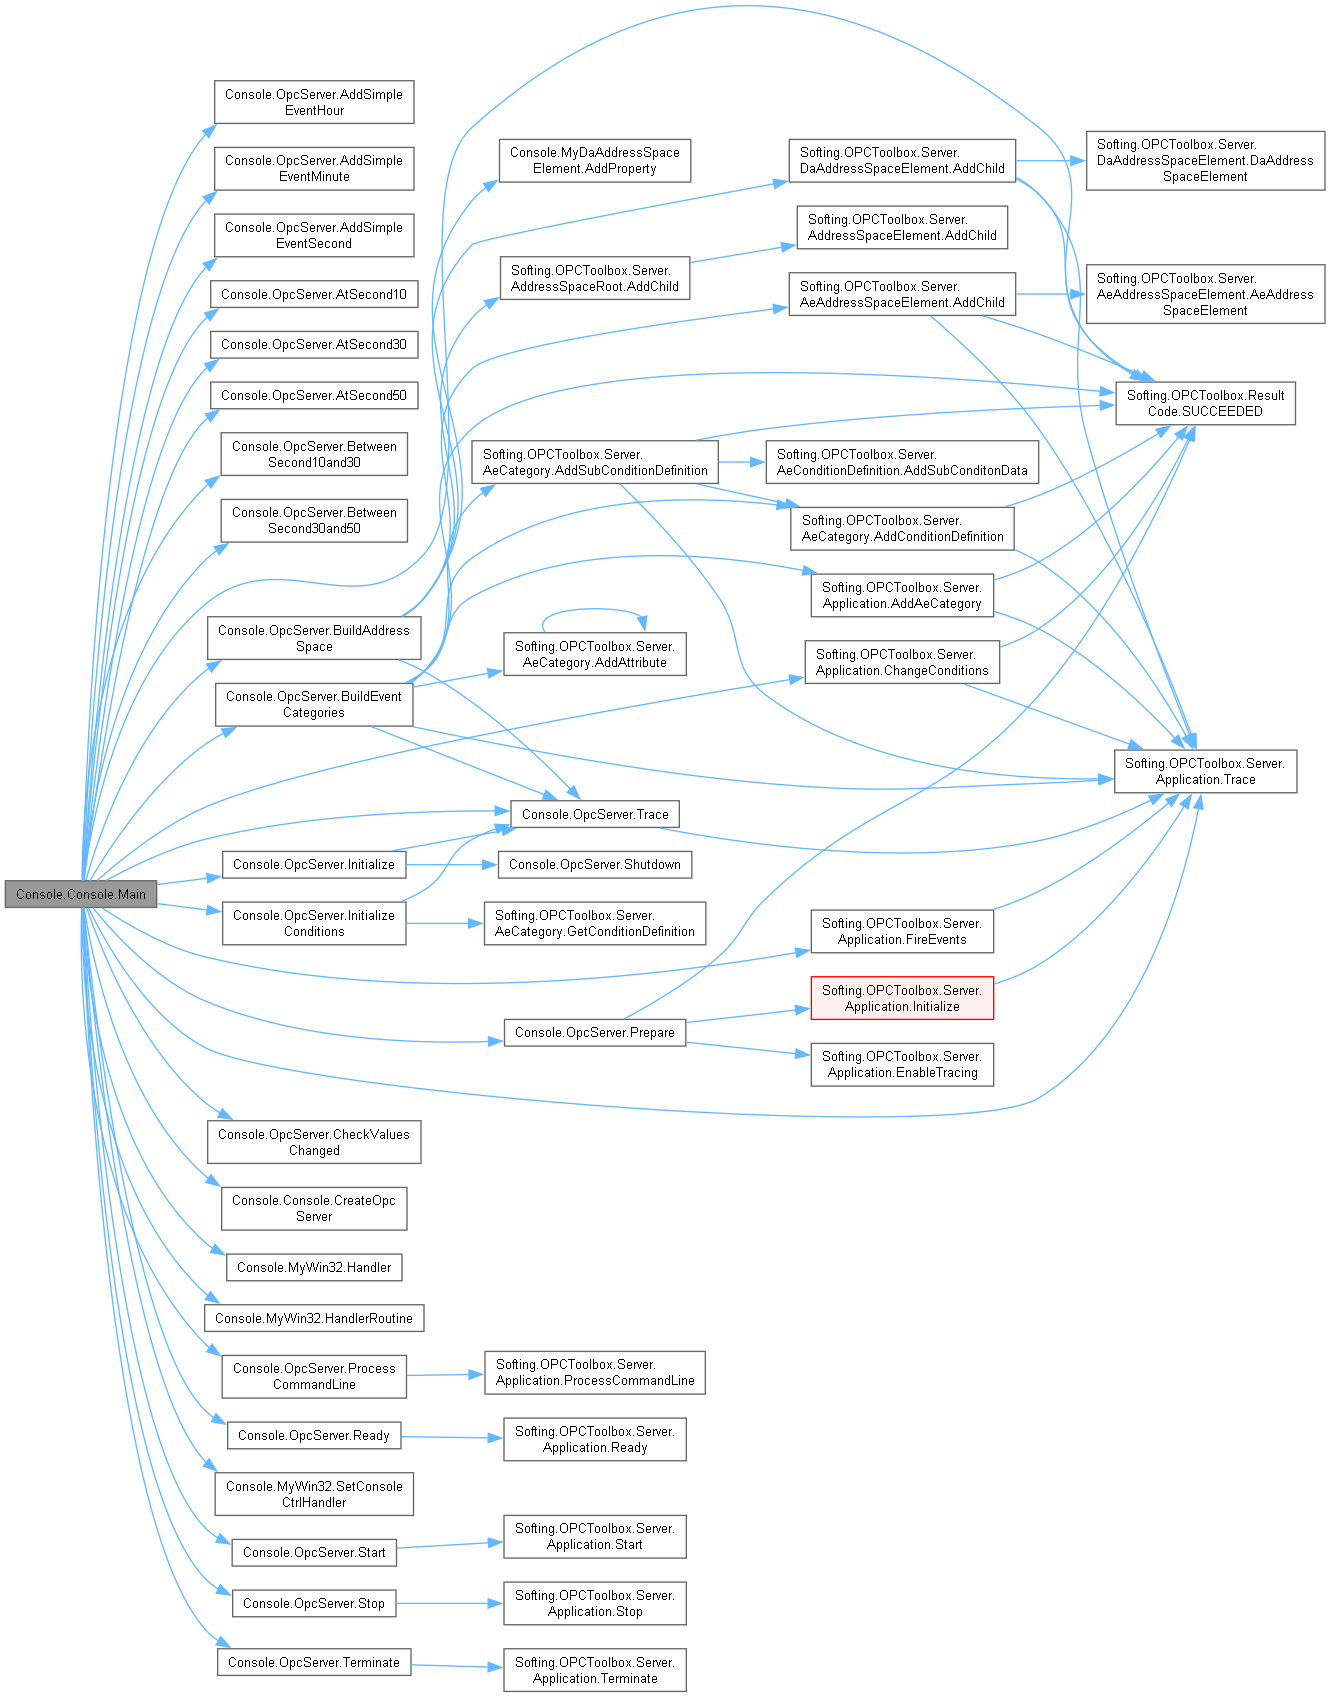 Console.OpcServer.AddSimple
EventHour
Console.OpcServer.AddSimple
EventMinute
Console.OpcServer.AddSimple
EventSecond
Console.OpcServer.AtSecond10
Console.OpcServer.AtSecond30
Console.OpcServer.AtSecond50
Console.OpcServer.Between
Second10and30
Console.OpcServer.Between
Second30and50
Console.OpcServer.BuildAddress
Space
Console.OpcServer.BuildEvent
Categories
Console.OpcServer.Initialize
Console.Console.Main
Console.OpcServer.Initialize
Conditions
Console.OpcServer.CheckValues
Changed
Console.Console.CreateOpc
Server
Console.MyWin32.Handler
Console.MyWin32.HandlerRoutine
Console.OpcServer.Process
CommandLine
Console.OpcServer.Ready
Console.MyWin32.SetConsole
CtrlHandler
Console.OpcServer.Start
Console.OpcServer.Stop
Console.OpcServer.Terminate
Console.MyDaAddressSpace
Element.AddProperty
Softing.OPCToolbox.Server.
AddressSpaceRoot.AddChild
Softing.OPCToolbox.Server.
AeCategory.AddSubConditionDefinition
Softing.OPCToolbox.Server.
AeCategory.AddAttribute
Console.OpcServer.Trace
Console.OpcServer.Shutdown
Softing.OPCToolbox.Server.
AeCategory.GetConditionDefinition
Console.OpcServer.Prepare
Softing.OPCToolbox.Server.
Application.ProcessCommandLine
Softing.OPCToolbox.Server.
Application.Ready
Softing.OPCToolbox.Server.
Application.Start
Softing.OPCToolbox.Server.
Application.Stop
Softing.OPCToolbox.Server.
Application.Terminate
Softing.OPCToolbox.Server.
DaAddressSpaceElement.AddChild
Softing.OPCToolbox.Server.
AddressSpaceElement.AddChild
Softing.OPCToolbox.Server.
AeAddressSpaceElement.AddChild
Softing.OPCToolbox.Server.
AeConditionDefinition.AddSubConditonData
Softing.OPCToolbox.Server.
AeCategory.AddConditionDefinition
Softing.OPCToolbox.Server.
Application.AddAeCategory
Softing.OPCToolbox.Server.
Application.ChangeConditions
Softing.OPCToolbox.Server.
Application.FireEvents
Softing.OPCToolbox.Server.
Application.Initialize
Softing.OPCToolbox.Server.
Application.EnableTracing
Softing.OPCToolbox.Server.
DaAddressSpaceElement.DaAddress
SpaceElement
Softing.OPCToolbox.Server.
AeAddressSpaceElement.AeAddress
SpaceElement
Softing.OPCToolbox.Result
Code.SUCCEEDED
Softing.OPCToolbox.Server.
Application.Trace